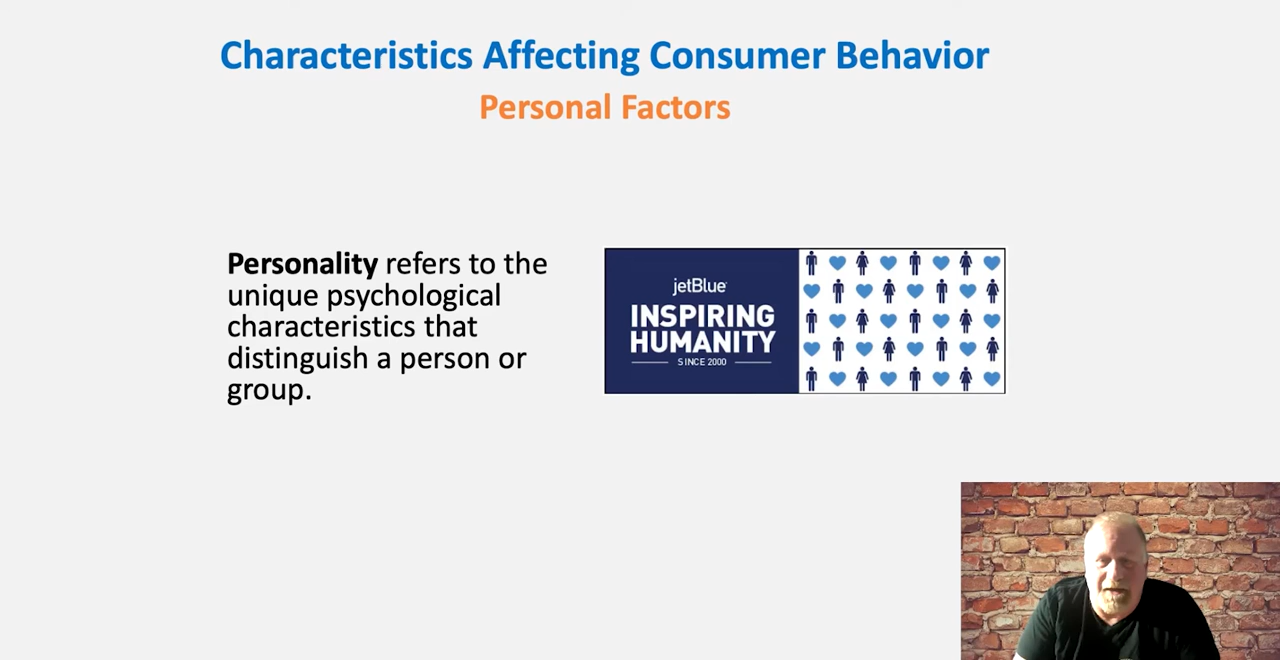 Characteristics Affecting Consumer Behavior
Personal Factors
Personality refers to the
unique psychological
characteristics that
distinguish a person or
group.
jetBlue
INSPIRING
HUMANITY
SINCE 2000